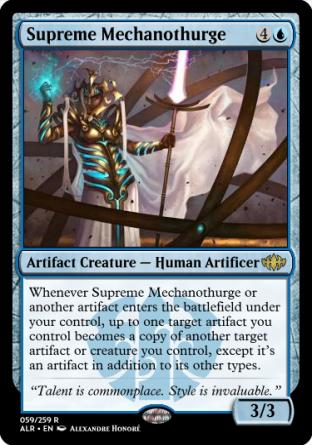 Supreme Mechanothurge 4
Artifact Creature — Human Artificer
Whenever Supreme Mechanothurge or
another artifact enters the battlefield under
your control, up to one target artifact you
control becomes a copy of another target
artifact or creature you control, except it's
an artifact in addition to its other types.
“Talent is commonplace. Style is invaluable.”
3/3
059/259 R
ALR • EN Alexandre Honoré